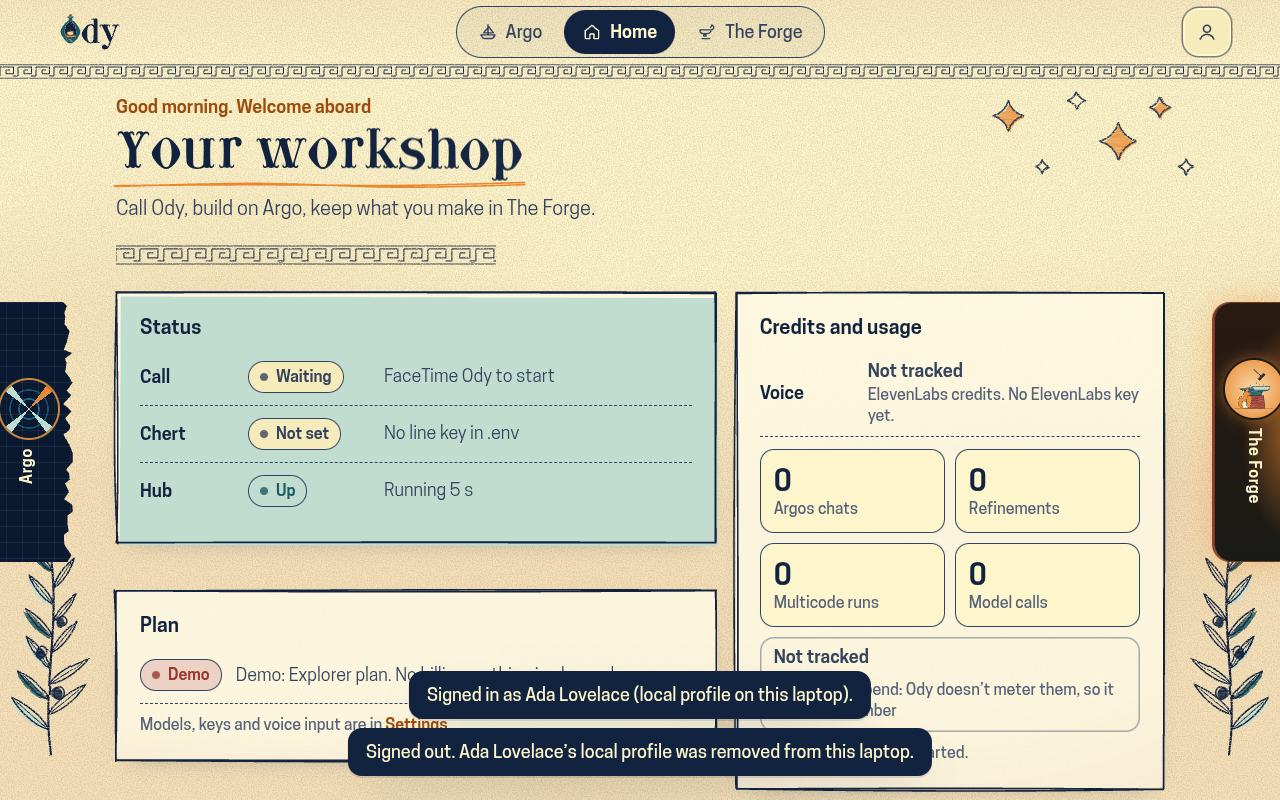 Ody
Argo
Home
The Forge
Good morning. Welcome aboard
Your workshop
Call Ody, build on Argo, keep what you make in The Forge.
Status
Call
Waiting
FaceTime Ody to start
Chert
Not set
No line key in .env
Hub
Up
Running 5 s
Credits and usage
Voice
Not tracked
ElevenLabs credits. No ElevenLabs key
yet.
0
Argos chats
0
Refinements
0
Multicode runs
0
Model calls
Not tracked
Ody doesn’t meter them, so it
Argo
The Forge
Plan
Demo
Demo: Explorer plan.
Models, keys and voice input are in Settings
Signed in as Ada Lovelace (local profile on this laptop).
Signed out. Ada Lovelace’s local profile was removed from this laptop.